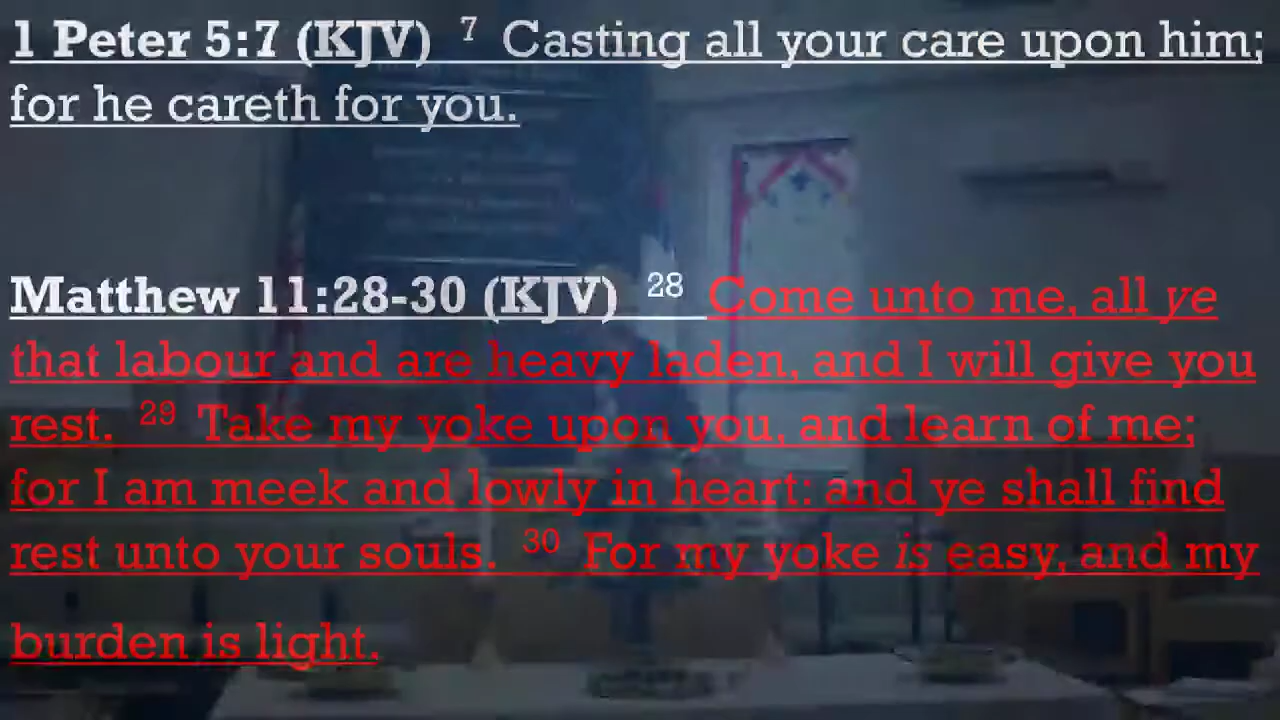 1 Peter 5:7 (KJV) 7 Casting all your care upon him;
for he careth for you.
Matthew 11:28-30 (KJV) 28 Come unto me, all ye
that labour and are heavy laden, and I will give you
rest. 29 Take my yoke upon you, and learn of me;
for I am meek and lowly in heart: and ye shall find
rest unto your souls. 30 For my yoke is easy, and my
burden is light.